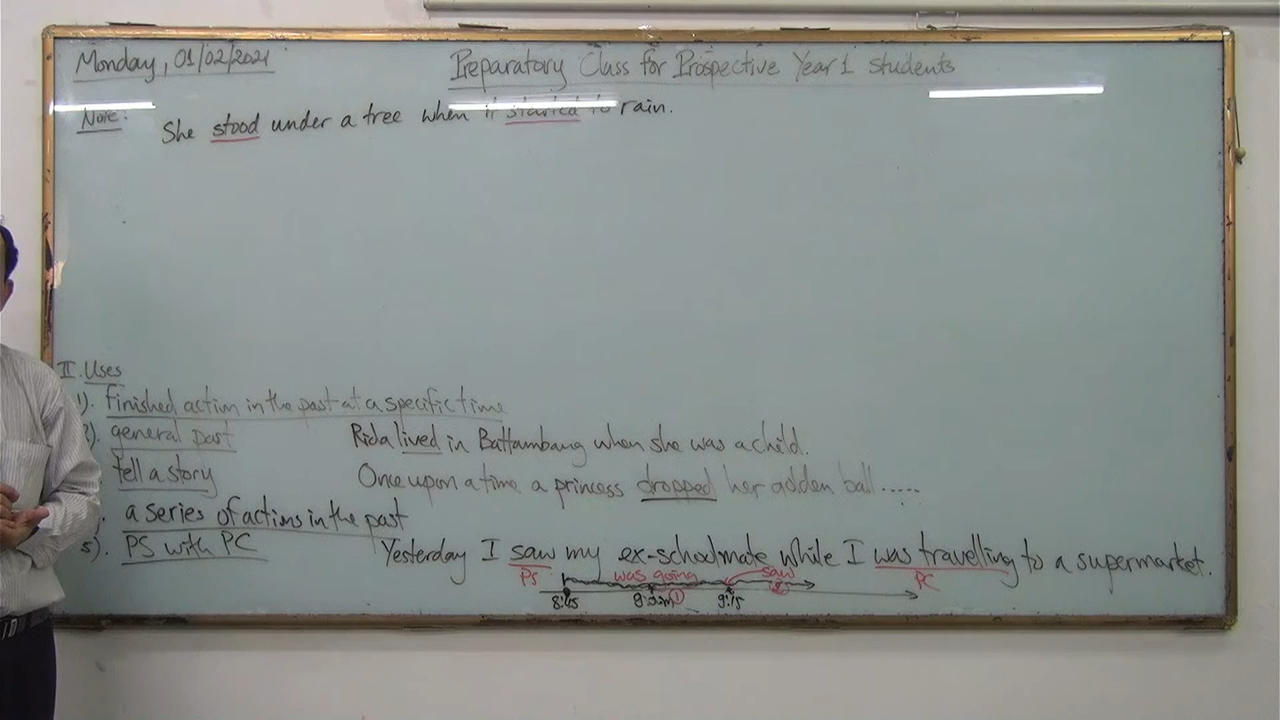 Monday, 01/02/2021
Preparatory Class for Prospective Year 1 Students
Note: She stood under a tree when it started to rain.
II. Uses
1). Finished action in the past at a specific time
2). general past Rida lived in Battambang when she was a child.
tell a story Once upon a time a princess dropped her golden ball .....
a series of actions in the past
5). PS with PC Yesterday I saw my ex-schoolmate while I was travelling to a supermarket.
PS was going saw PC
8:45 ① 9:15